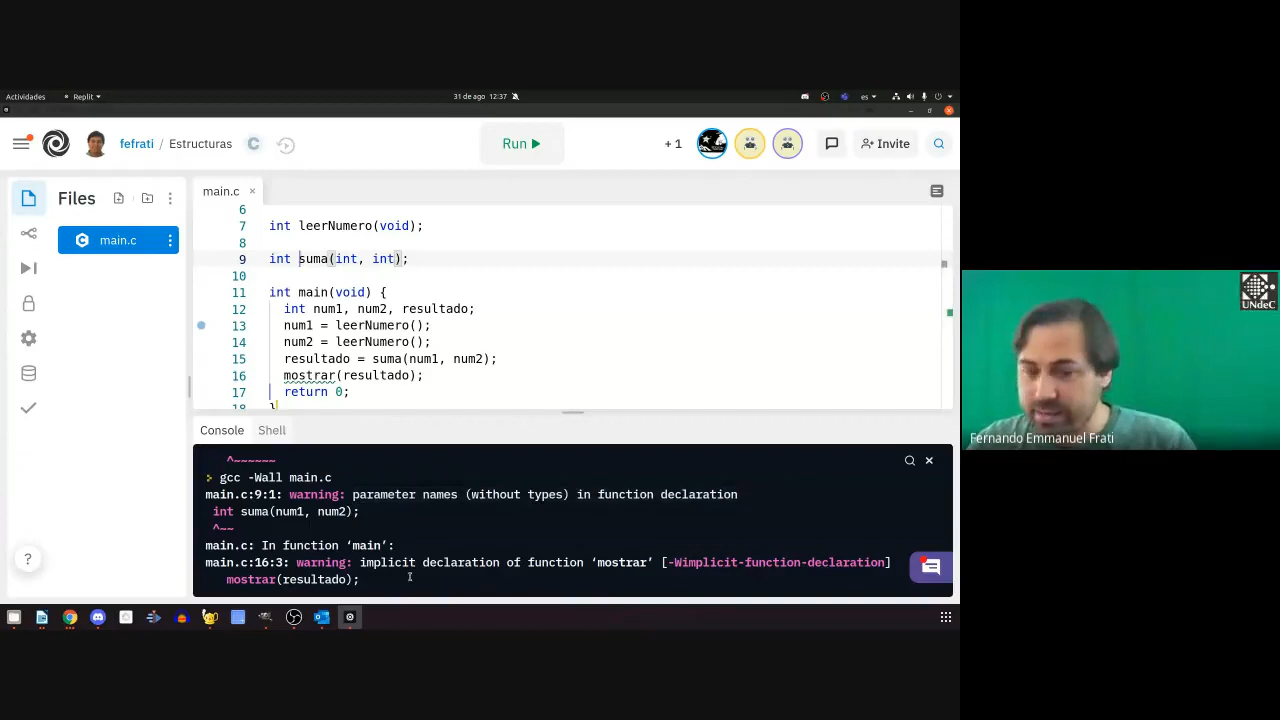 Actividades
Replit
31 de ago 12:37
es
fefrati / Estructuras
C
Run
+ 1
Invite
Files
main.c
main.c ×
6
7 int leerNumero(void);
8
9 int suma(int, int);
10
11 int main(void) {
12 int num1, num2, resultado;
13 num1 = leerNumero();
14 num2 = leerNumero();
15 resultado = suma(num1, num2);
16 mostrar(resultado);
17 return 0;
18 }
Console
Shell
^~~~~~~
> gcc -Wall main.c
main.c:9:1: warning: parameter names (without types) in function declaration
int suma(num1, num2);
^~~
main.c: In function ‘main’:
main.c:16:3: warning: implicit declaration of function ‘mostrar’ [-Wimplicit-function-declaration]
mostrar(resultado);
?
UNdeC
Fernando Emmanuel Frati